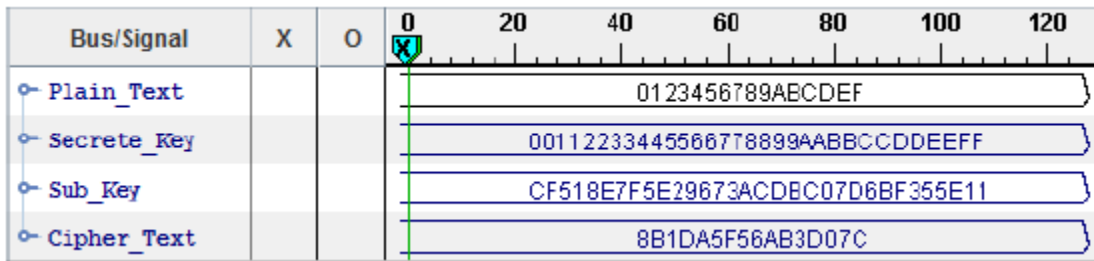 Bus/Signal X O 0 20 40 60 80 100 120
X
Plain_Text 0123456789ABCDEF
Secrete_Key 00112233445566778899AABBCCDDEEFF
Sub_Key CF518E7F5E29673ACDBC07D6BF355E11
Cipher_Text 8B1DA5F56AB3D07C